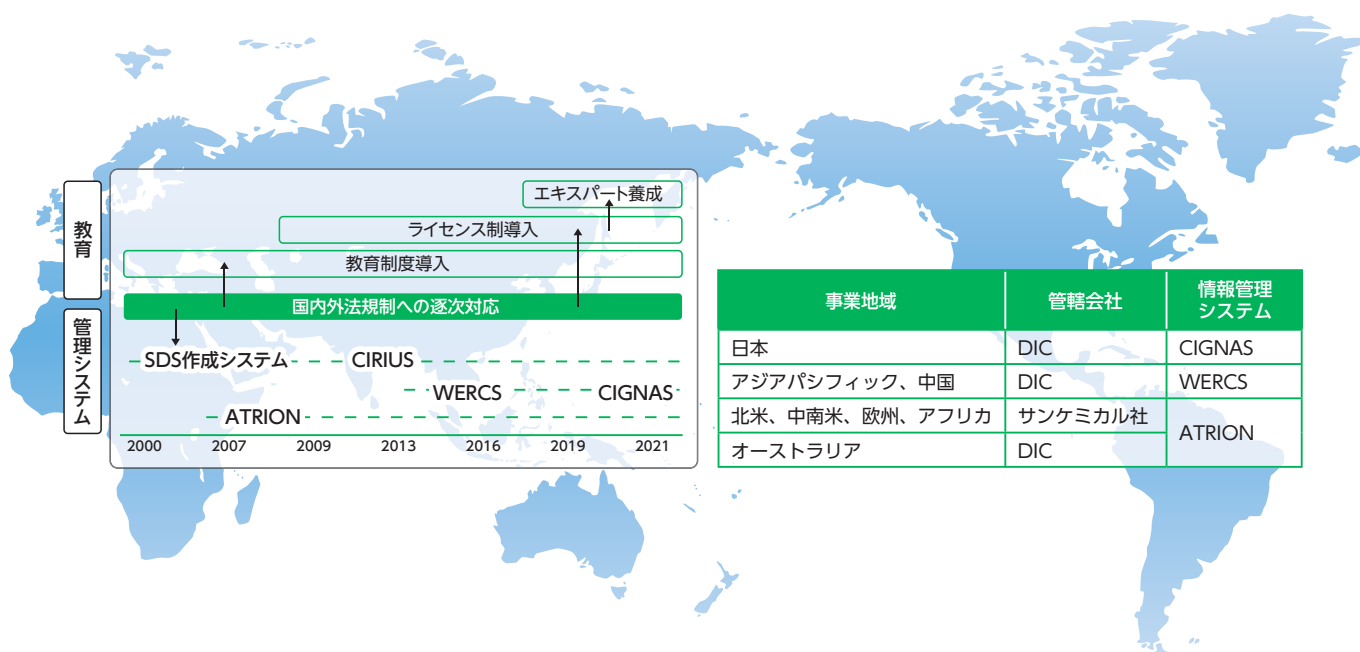 教育
エキスパート養成
ライセンス制導入
教育制度導入
国内外法規制への逐次対応
管理システム
SDS作成システム
CIRIUS
WERCS
CIGNAS
ATRION
2000 2007 2009 2013 2016 2019 2021
事業地域 管轄会社 情報管理
システム
日本 DIC CIGNAS
アジアパシフィック、中国 DIC WERCS
北米、中南米、欧州、アフリカ サンケミカル社 ATRION
オーストラリア DIC